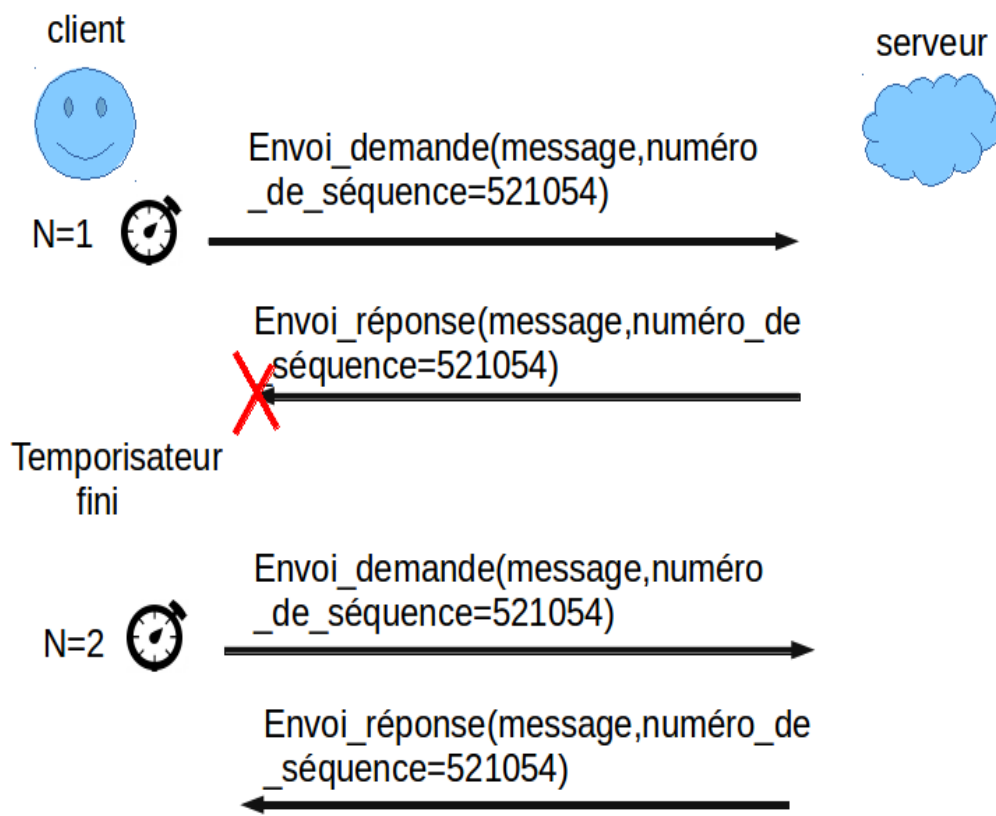 client
serveur
Envoi_demande(message,numéro
_de_séquence=521054)
N=1
Envoi_réponse(message,numéro_de
_séquence=521054)
Temporisateur
fini
Envoi_demande(message,numéro
_de_séquence=521054)
N=2
Envoi_réponse(message,numéro_de
_séquence=521054)